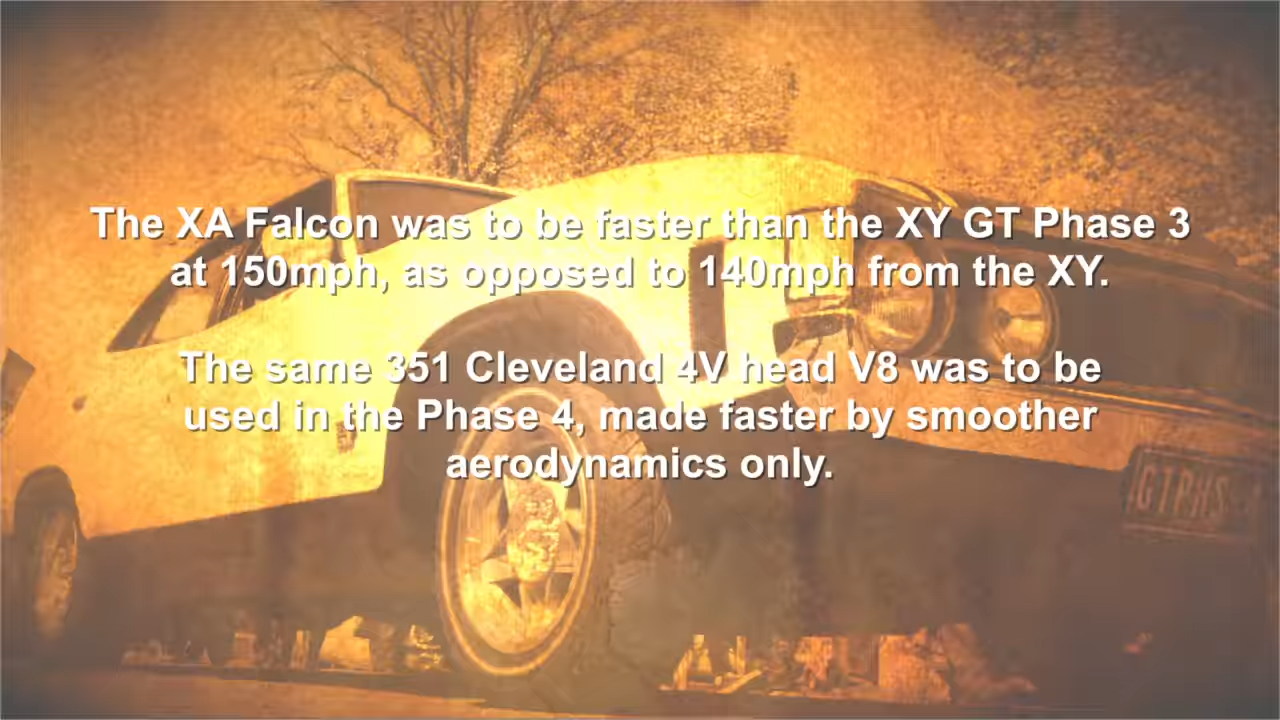 The XA Falcon was to be faster than the XY GT Phase 3
at 150mph, as opposed to 140mph from the XY.
The same 351 Cleveland 4V head V8 was to be
used in the Phase 4, made faster by smoother
aerodynamics only.